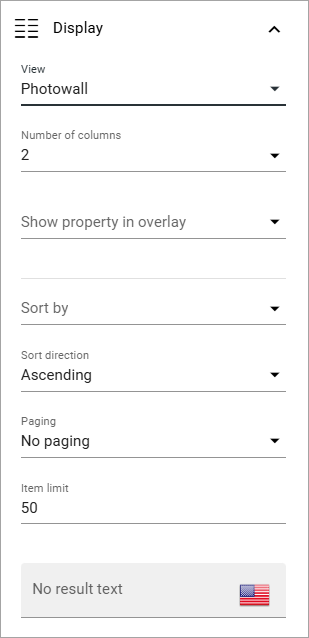 Display
View
Photowall
Number of columns
2
Show property in overlay
Sort by
Sort direction
Ascending
Paging
No paging
Item limit
50
No result text